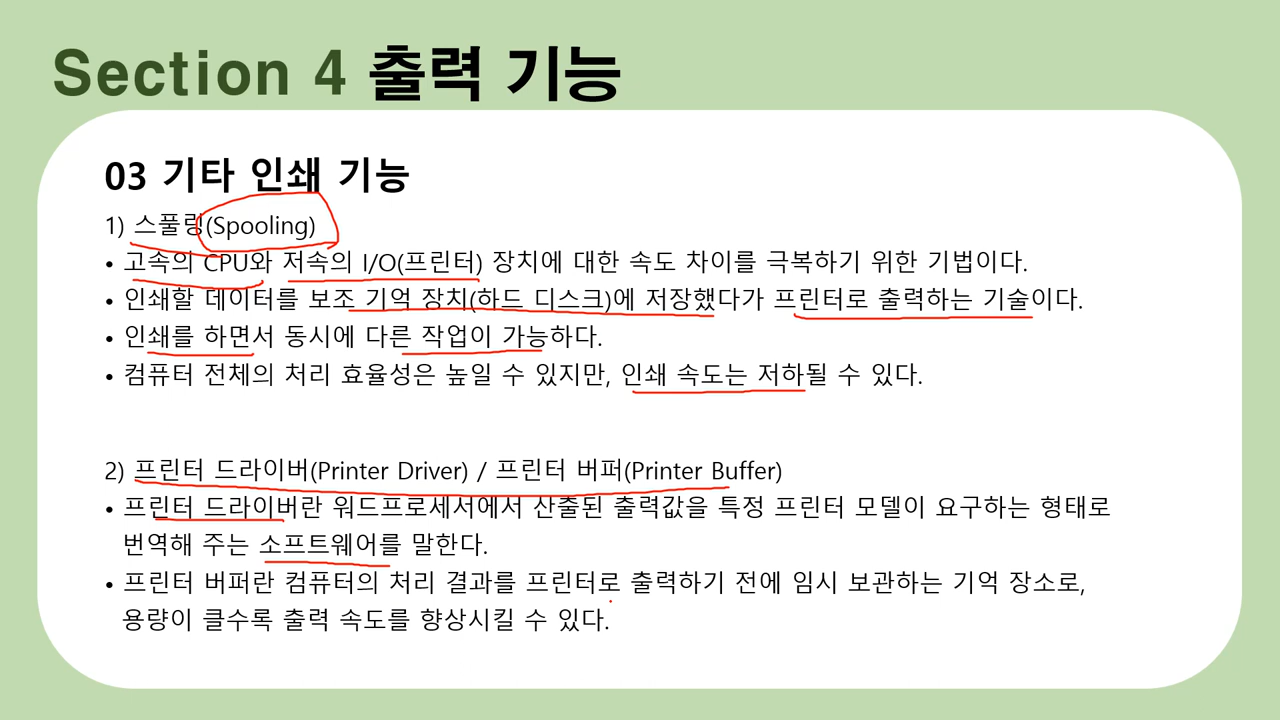 Section 4 출력 기능
03 기타 인쇄 기능
1) 스풀링(Spooling)
• 고속의 CPU와 저속의 I/O(프린터) 장치에 대한 속도 차이를 극복하기 위한 기법이다.
• 인쇄할 데이터를 보조 기억 장치(하드 디스크)에 저장했다가 프린터로 출력하는 기술이다.
• 인쇄를 하면서 동시에 다른 작업이 가능하다.
• 컴퓨터 전체의 처리 효율성은 높일 수 있지만, 인쇄 속도는 저하될 수 있다.
2) 프린터 드라이버(Printer Driver) / 프린터 버퍼(Printer Buffer)
• 프린터 드라이버란 워드프로세서에서 산출된 출력값을 특정 프린터 모델이 요구하는 형태로
번역해 주는 소프트웨어를 말한다.
• 프린터 버퍼란 컴퓨터의 처리 결과를 프린터로 출력하기 전에 임시 보관하는 기억 장소로,
용량이 클수록 출력 속도를 향상시킬 수 있다.